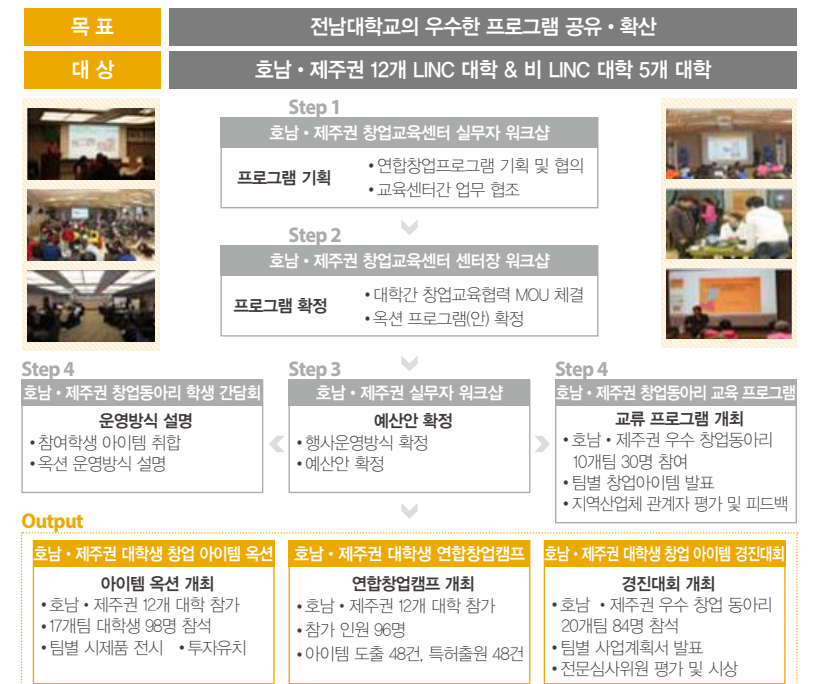 목 표
전남대학교의 우수한 프로그램 공유 • 확산
대 상
호남 • 제주권 12개 LINC 대학 & 비 LINC 대학 5개 대학
Step 1
호남 • 제주권 창업교육센터 실무자 워크샵
프로그램 기획
• 연합창업프로그램 기획 및 협의
• 교육센터간 업무 협조
Step 2
호남 • 제주권 창업교육센터 센터장 워크샵
프로그램 확정
• 대학간 창업교육협력 MOU 체결
• 옥션 프로그램(안) 확정
Step 4
호남 • 제주권 창업동아리 학생 간담회
운영방식 설명
• 참여학생 아이템 취합
• 옥션 운영방식 설명
Step 3
호남 • 제주권 실무자 워크샵
예산안 확정
• 행사운영방식 확정
• 예산안 확정
Step 4
호남 • 제주권 창업동아리 교육 프로그램
교류 프로그램 개최
• 호남 • 제주권 우수 창업동아리
10개팀 30명 참여
• 팀별 창업아이템 발표
• 지역산업체 관계자 평가 및 피드백
Output
호남 • 제주권 대학생 창업 아이템 옥션
아이템 옥션 개최
• 호남 • 제주권 12개 대학 참가
• 17개팀 대학생 98명 참석
• 팀별 시제품 전시 • 투자유치
호남 • 제주권 대학생 연합창업캠프
연합창업캠프 개최
• 호남 • 제주권 12개 대학 참가
• 참가 인원 96명
• 아이템 도출 48건, 특허출원 48건
호남 • 제주권 대학생 창업 아이템 경진대회
경진대회 개최
• 호남 • 제주권 우수 창업 동아리
20개팀 84명 참석
• 팀별 사업계획서 발표
• 전문심사위원 평가 및 시상